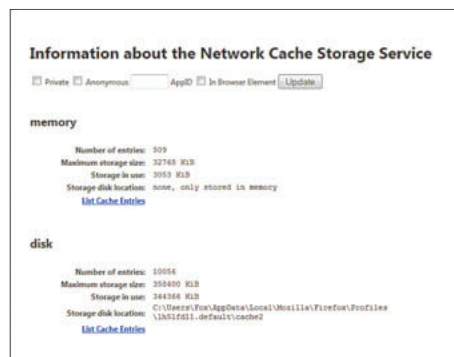 Information about the Network Cache Storage Service
Private Anonymous AppID In Browser Element Update
memory
Number of entries: 509
Maximum storage size: 32768 KiB
Storage in use: 3053 KiB
Storage disk location: none, only stored in memory
List Cache Entries
disk
Number of entries: 10056
Maximum storage size: 358400 KiB
Storage in use: 344366 KiB
Storage disk location: C:\Users\Fox\AppData\Local\Mozilla\Firefox\Profiles
\lh5lfd1l.default\cache2
List Cache Entries